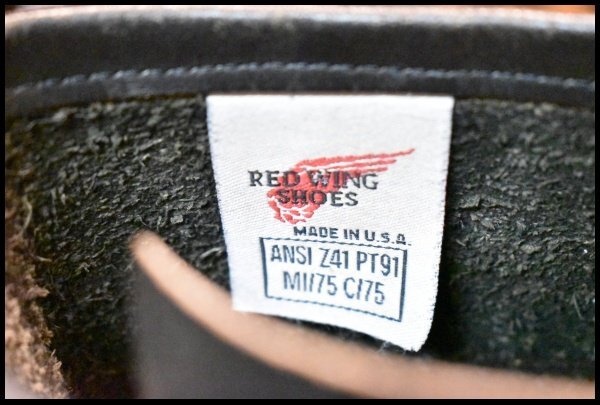 RED WING
SHOES
MADE IN U.S.A.
ANSI Z41 PT91
MI/75 C/75